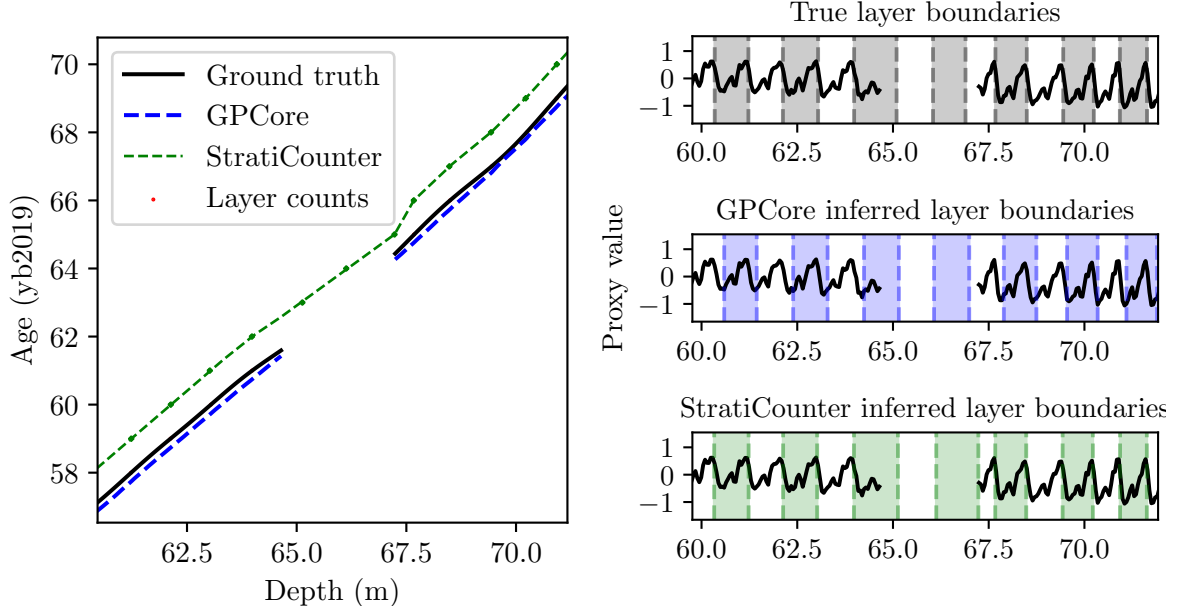 70
68
66
64
62
60
58
Age (yb2019)
Ground truth
GPCore
StratiCounter
Layer counts
62.5 65.0 67.5 70.0
Depth (m)
True layer boundaries
1
0
−1
60.0 62.5 65.0 67.5 70.0
GPCore inferred layer boundaries
Proxy value
1
0
−1
60.0 62.5 65.0 67.5 70.0
StratiCounter inferred layer boundaries
1
0
−1
60.0 62.5 65.0 67.5 70.0